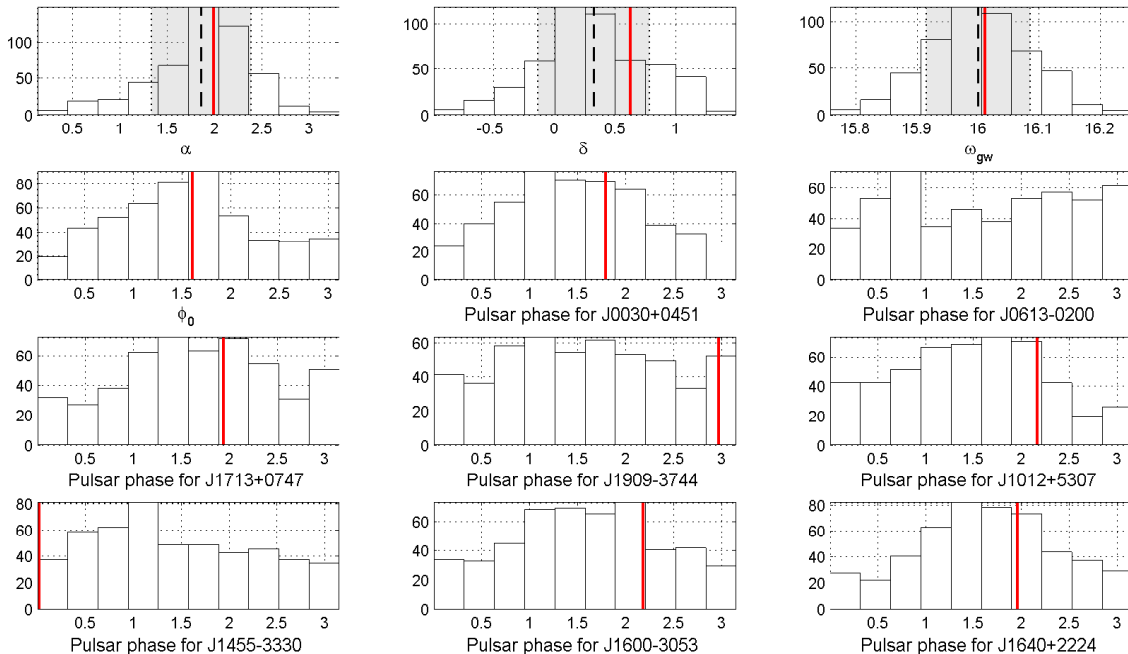 100
50
0
0.5 1 1.5 2 2.5 3
α
100
50
0
-0.5 0 0.5 1
δ
100
50
0
15.8 15.9 16 16.1 16.2
ω_gw
80
60
40
20
0
0.5 1 1.5 2 2.5 3
ϕ_0
60
40
20
0
0.5 1 1.5 2 2.5 3
Pulsar phase for J0030+0451
60
40
20
0
0.5 1 1.5 2 2.5 3
Pulsar phase for J0613-0200
60
40
20
0
0.5 1 1.5 2 2.5 3
Pulsar phase for J1713+0747
60
40
20
0
0.5 1 1.5 2 2.5 3
Pulsar phase for J1909-3744
60
40
20
0
0.5 1 1.5 2 2.5 3
Pulsar phase for J1012+5307
80
60
40
20
0
0.5 1 1.5 2 2.5 3
Pulsar phase for J1455-3330
60
40
20
0
0.5 1 1.5 2 2.5 3
Pulsar phase for J1600-3053
80
60
40
20
0
0.5 1 1.5 2 2.5 3
Pulsar phase for J1640+2224